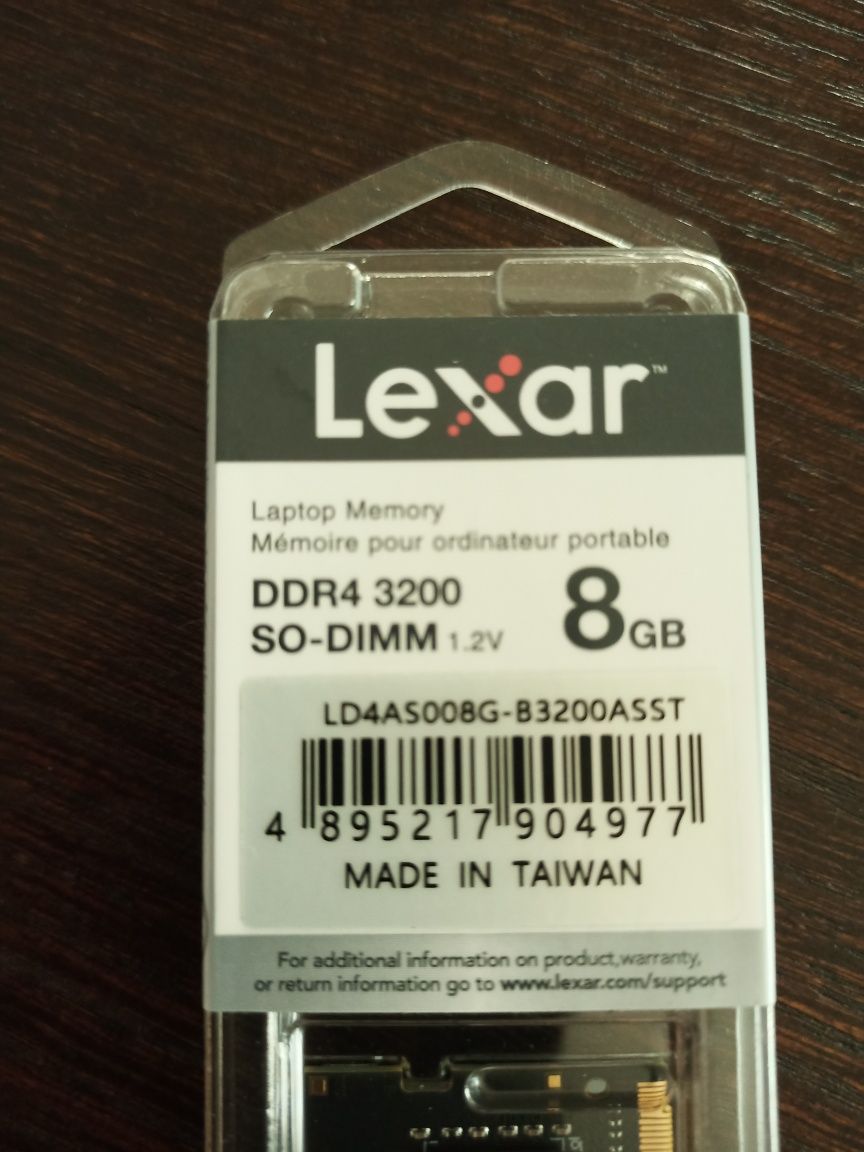 Lexar™
Laptop Memory
Mémoire pour ordinateur portable
DDR4 3200
SO-DIMM 1.2V
8GB
LD4AS008G-B3200ASST
4 895217 904977
MADE IN TAIWAN
For additional information on product,warranty,
or return information go to www.lexar.com/support